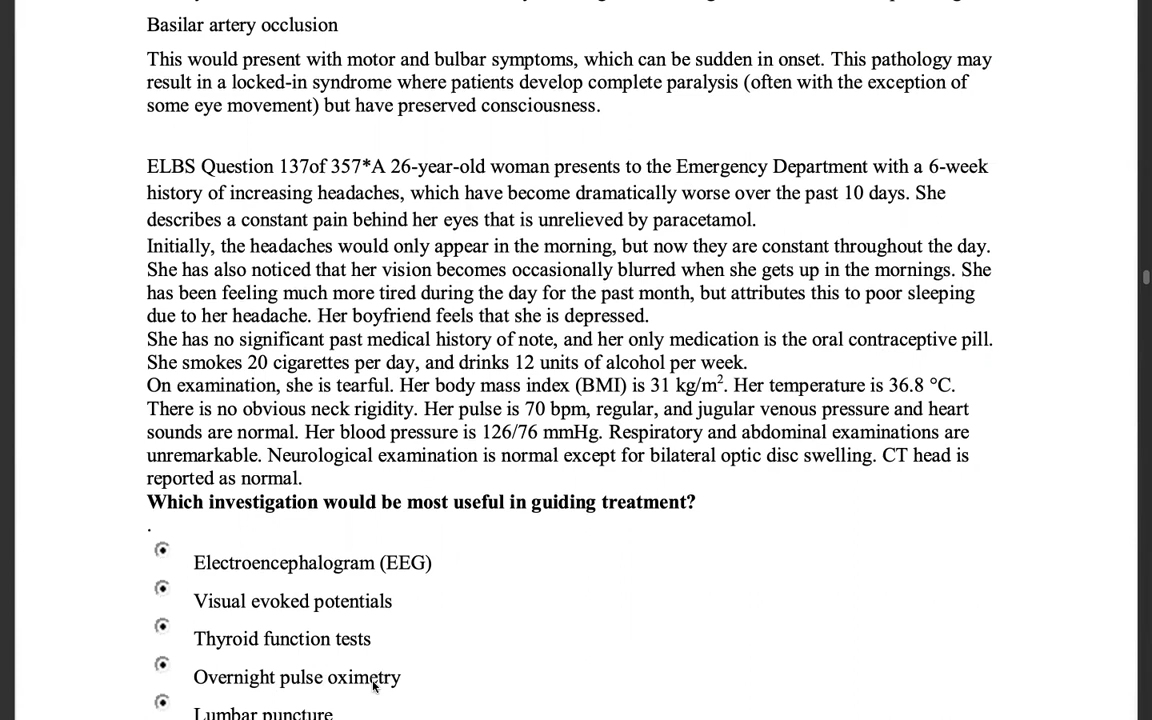 Basilar artery occlusion
This would present with motor and bulbar symptoms, which can be sudden in onset. This pathology may
result in a locked-in syndrome where patients develop complete paralysis (often with the exception of
some eye movement) but have preserved consciousness.
ELBS Question 137of 357*A 26-year-old woman presents to the Emergency Department with a 6-week
history of increasing headaches, which have become dramatically worse over the past 10 days. She
describes a constant pain behind her eyes that is unrelieved by paracetamol.
Initially, the headaches would only appear in the morning, but now they are constant throughout the day.
She has also noticed that her vision becomes occasionally blurred when she gets up in the mornings. She
has been feeling much more tired during the day for the past month, but attributes this to poor sleeping
due to her headache. Her boyfriend feels that she is depressed.
She has no significant past medical history of note, and her only medication is the oral contraceptive pill.
She smokes 20 cigarettes per day, and drinks 12 units of alcohol per week.
On examination, she is tearful. Her body mass index (BMI) is 31 kg/m². Her temperature is 36.8 °C.
There is no obvious neck rigidity. Her pulse is 70 bpm, regular, and jugular venous pressure and heart
sounds are normal. Her blood pressure is 126/76 mmHg. Respiratory and abdominal examinations are
unremarkable. Neurological examination is normal except for bilateral optic disc swelling. CT head is
reported as normal.
Which investigation would be most useful in guiding treatment?
.
Electroencephalogram (EEG)
Visual evoked potentials
Thyroid function tests
Overnight pulse oximetry
Lumbar puncture